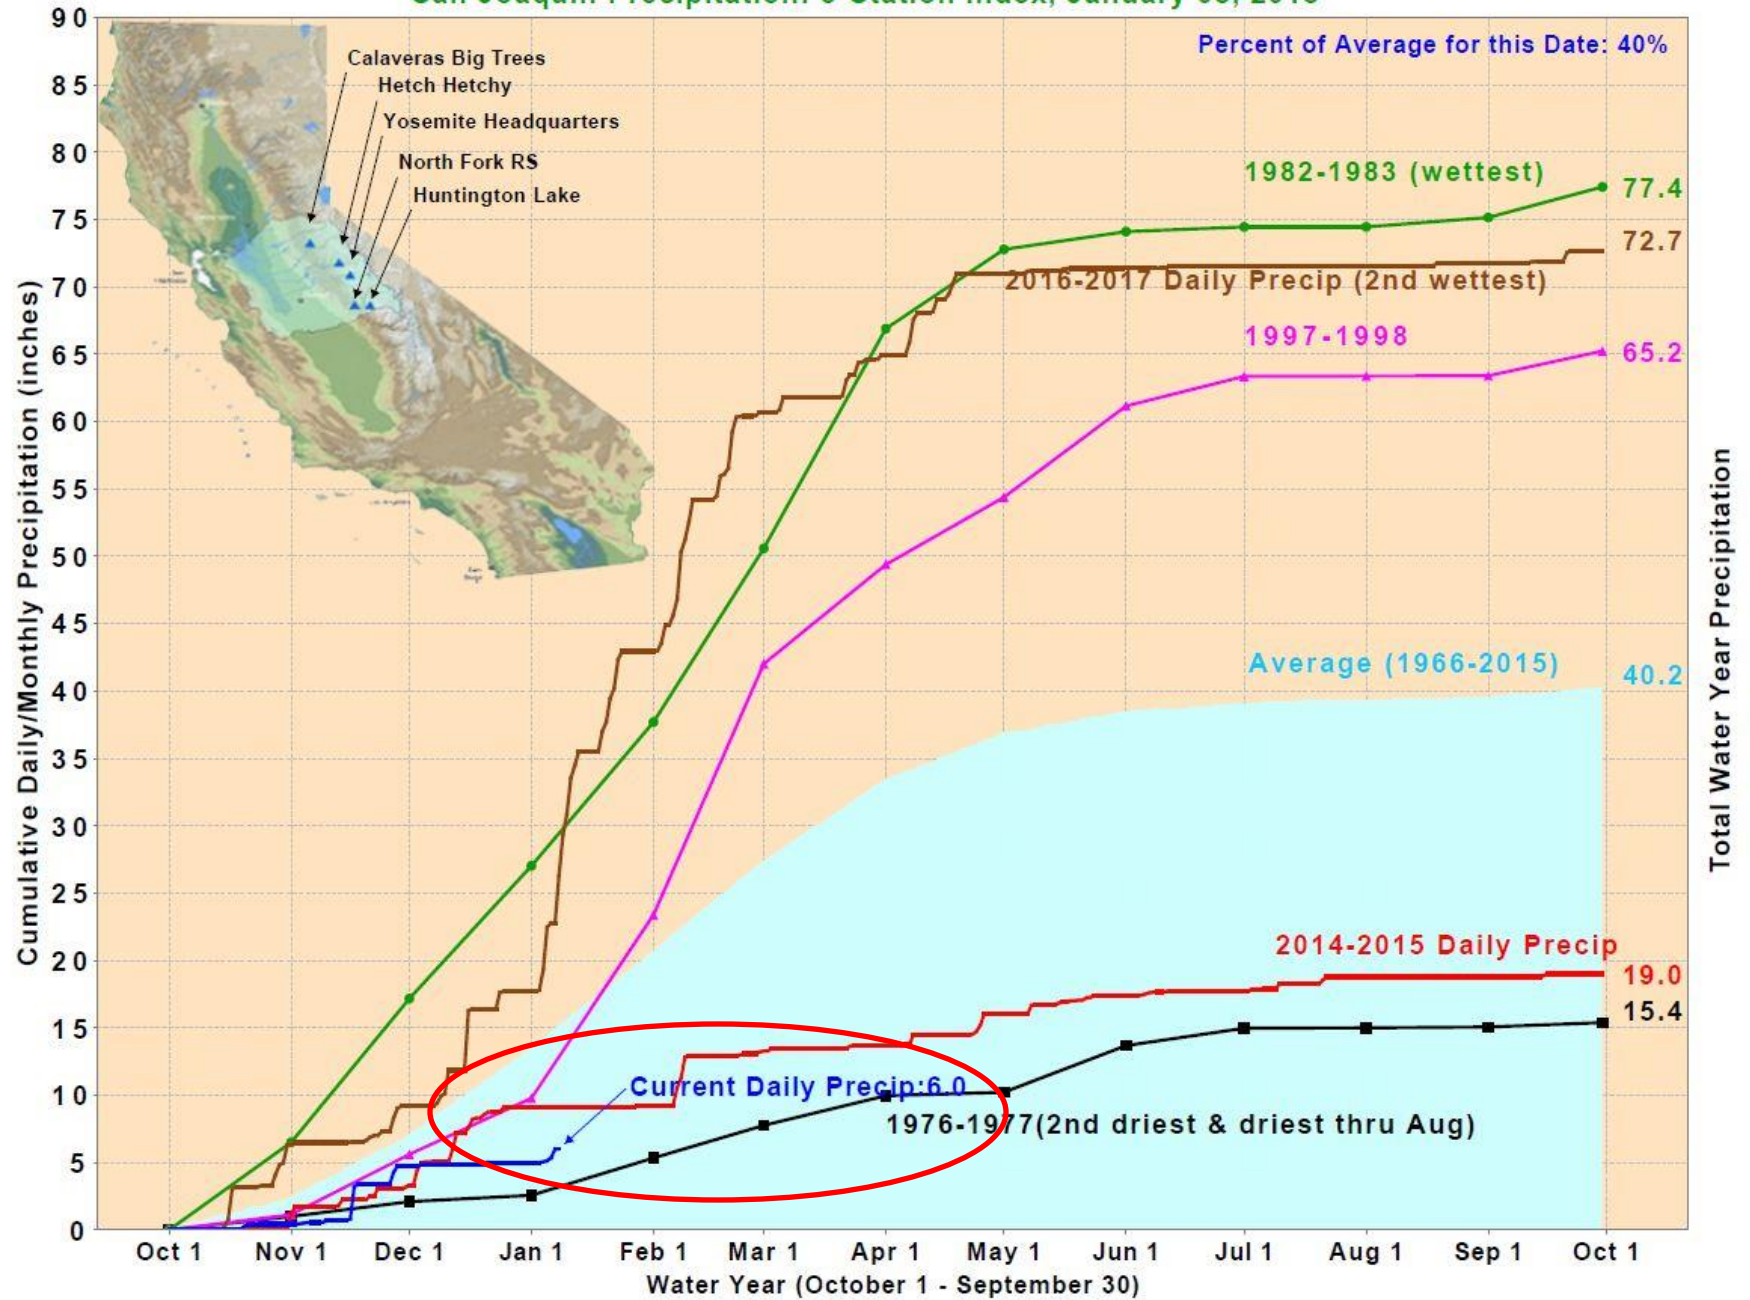 Percent of Average for this Date: 40%
Calaveras Big Trees
Hetch Hetchy
Yosemite Headquarters
North Fork RS
Huntington Lake
1982-1983 (wettest)
77.4
72.7
2016-2017 Daily Precip (2nd wettest)
1997-1998
65.2
Average (1966-2015)
40.2
2014-2015 Daily Precip
19.0
15.4
Current Daily Precip:6.0
1976-1977(2nd driest & driest thru Aug)
90
85
80
75
70
65
60
55
50
45
40
35
30
25
20
15
10
5
0
Cumulative Daily/Monthly Precipitation (inches)
Total Water Year Precipitation
Oct 1 Nov 1 Dec 1 Jan 1 Feb 1 Mar 1 Apr 1 May 1 Jun 1 Jul 1 Aug 1 Sep 1 Oct 1
Water Year (October 1 - September 30)